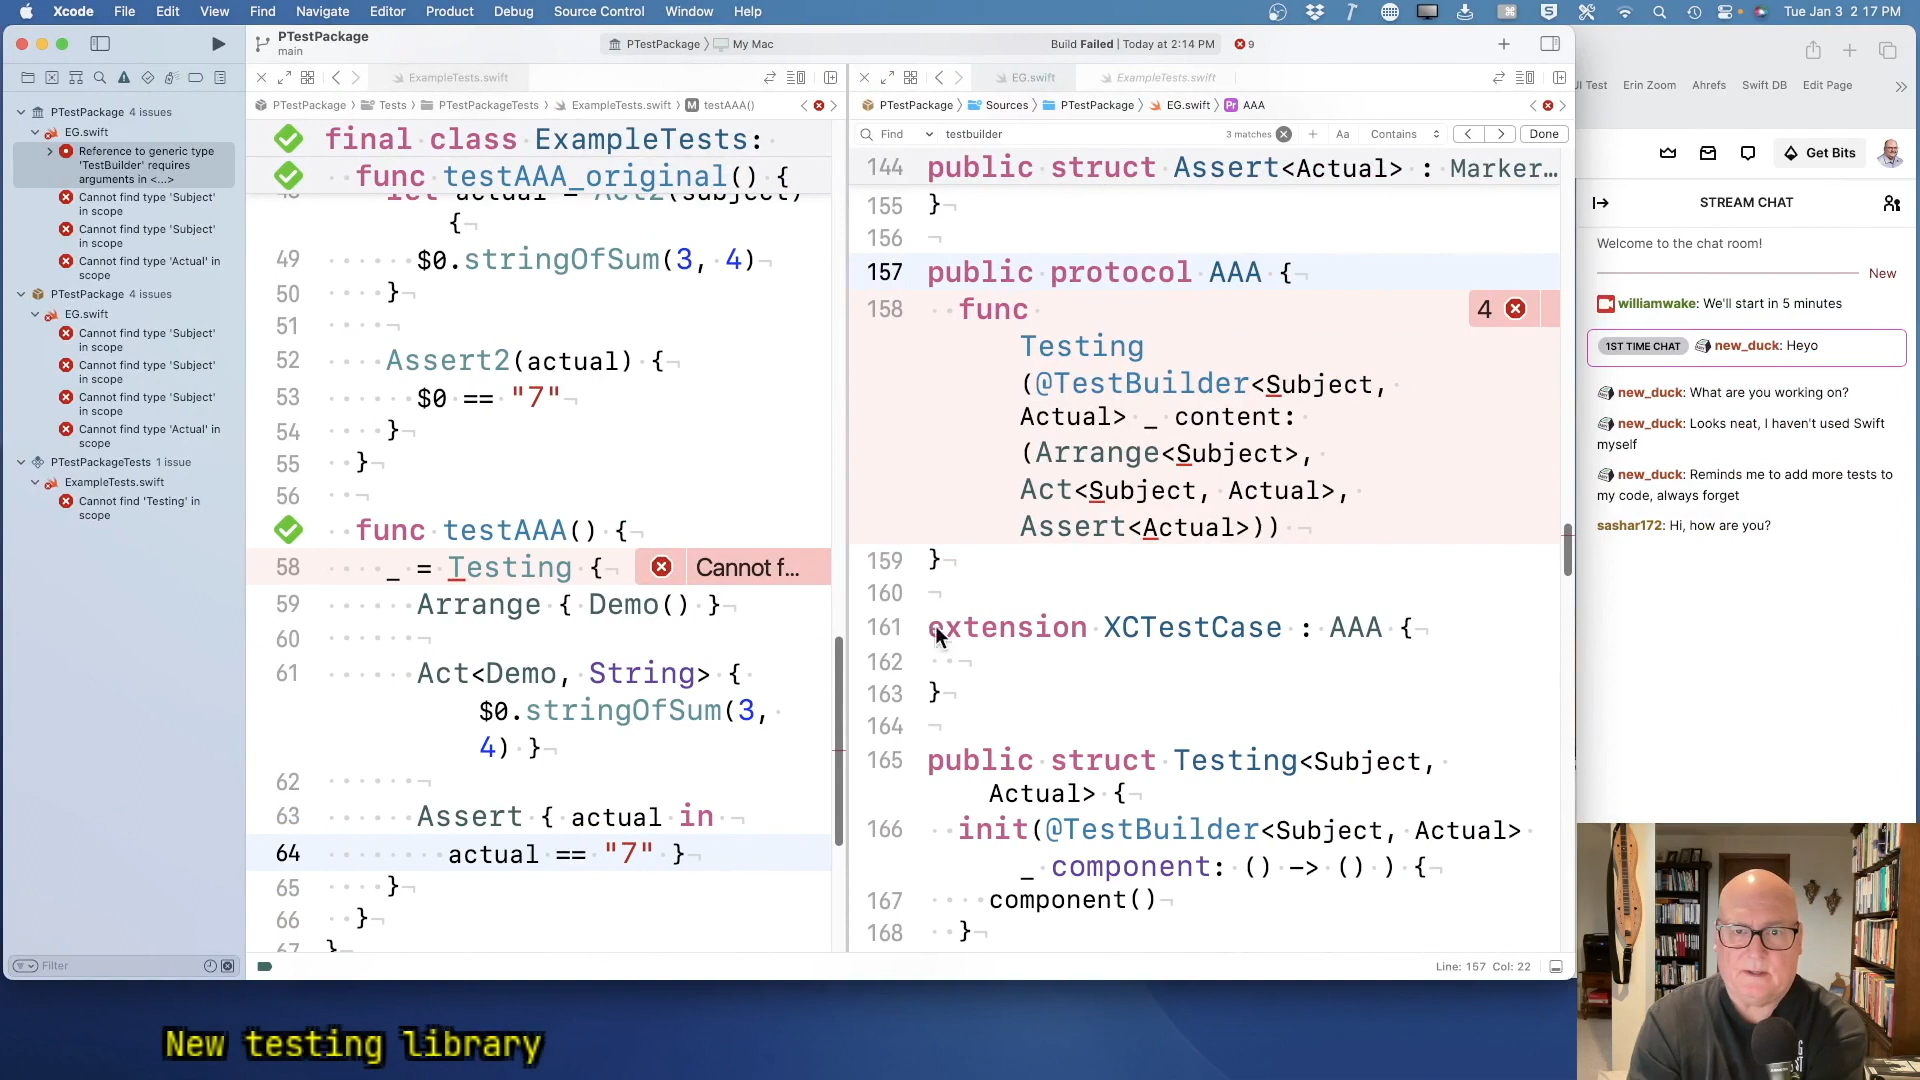 Xcode File Edit View Find Navigate Editor Product Debug Source Control Window Help
Tue Jan 3 2:17 PM
PTestPackage
main
PTestPackage 〉 My Mac
Build Failed | Today at 2:14 PM
9
ExampleTests.swift
EG.swift
ExampleTests.swift
PTestPackage 〉 Tests 〉 PTestPackageTests 〉 ExampleTests.swift 〉 M testAAA()
PTestPackage 〉 Sources 〉 PTestPackage 〉 EG.swift 〉 Pr AAA
Find testbuilder 3 matches Aa Contains Done
PTestPackage 4 issues
EG.swift
Reference to generic type
'TestBuilder' requires
arguments in <...>
Cannot find type 'Subject'
in scope
Cannot find type 'Subject'
in scope
Cannot find type 'Actual' in
scope
PTestPackage 4 issues
EG.swift
Cannot find type 'Subject'
in scope
Cannot find type 'Subject'
in scope
Cannot find type 'Subject'
in scope
Cannot find type 'Actual' in
scope
PTestPackageTests 1 issue
ExampleTests.swift
Cannot find 'Testing' in
scope
Filter
final class ExampleTests:
func testAAA_original() {
let actual = Act2(subject)
{
49 $0.stringOfSum(3, 4)
50 }
51
52 Assert2(actual) {
53 $0 == "7"
54 }
55 }
56
func testAAA() {
58 _ = Testing { Cannot f...
59 Arrange { Demo() }
60
61 Act<Demo, String> {
$0.stringOfSum(3,
4) }
62
63 Assert { actual in
64 actual == "7" }
65 }
66 }
67 }
144 public struct Assert<Actual> : Marker...
155 }
156
157 public protocol AAA {
158 func 4
Testing
(@TestBuilder<Subject,
Actual> _ content:
(Arrange<Subject>,
Act<Subject, Actual>,
Assert<Actual>))
159 }
160
161 extension XCTestCase : AAA {
162
163 }
164
165 public struct Testing<Subject,
Actual> {
166 init(@TestBuilder<Subject, Actual>
_ component: () -> () ) {
167 component()
168 }
Line: 157 Col: 22
UI Test Erin Zoom Ahrefs Swift DB Edit Page
Get Bits
STREAM CHAT
Welcome to the chat room!
New
williamwake: We'll start in 5 minutes
1ST TIME CHAT new_duck: Heyo
new_duck: What are you working on?
new_duck: Looks neat, I haven't used Swift
myself
new_duck: Reminds me to add more tests to
my code, always forget
sashar172: Hi, how are you?
New testing library